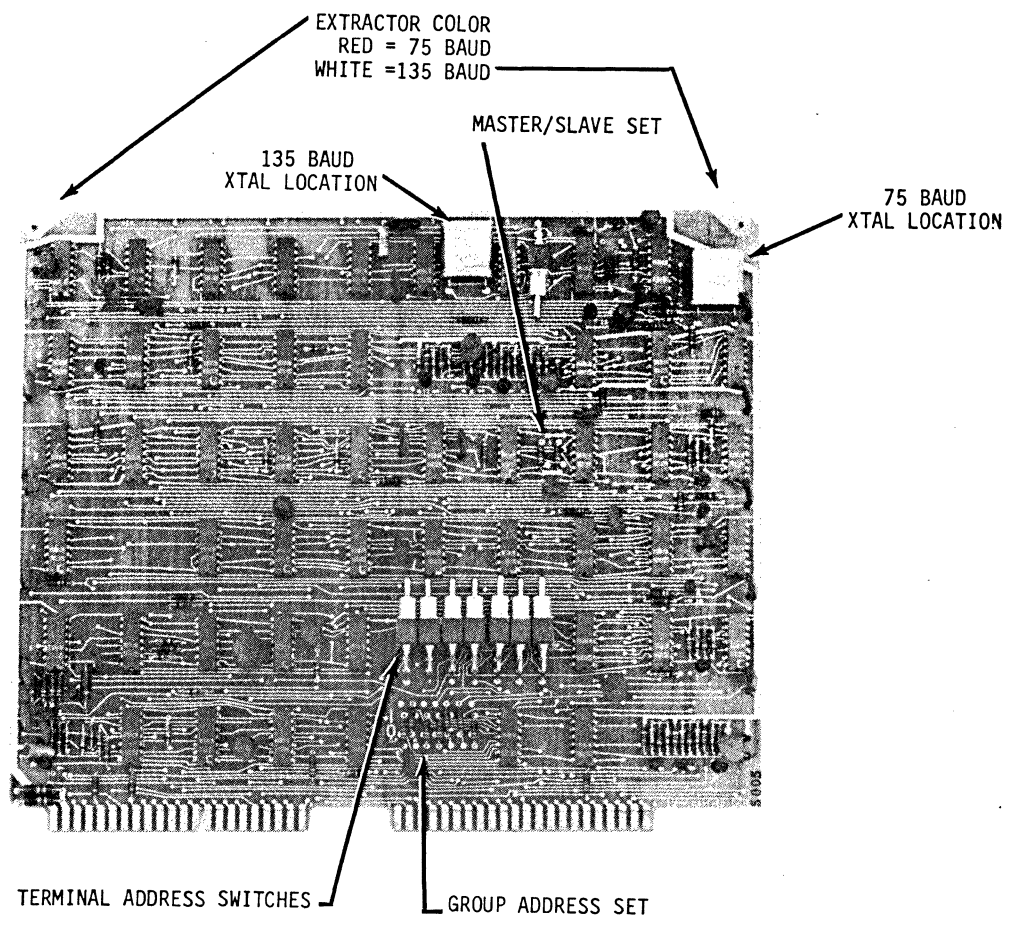 EXTRACTOR COLOR
RED = 75 BAUD
WHITE =135 BAUD
MASTER/SLAVE SET
135 BAUD
XTAL LOCATION
75 BAUD
XTAL LOCATION
5005
TERMINAL ADDRESS SWITCHES
GROUP ADDRESS SET